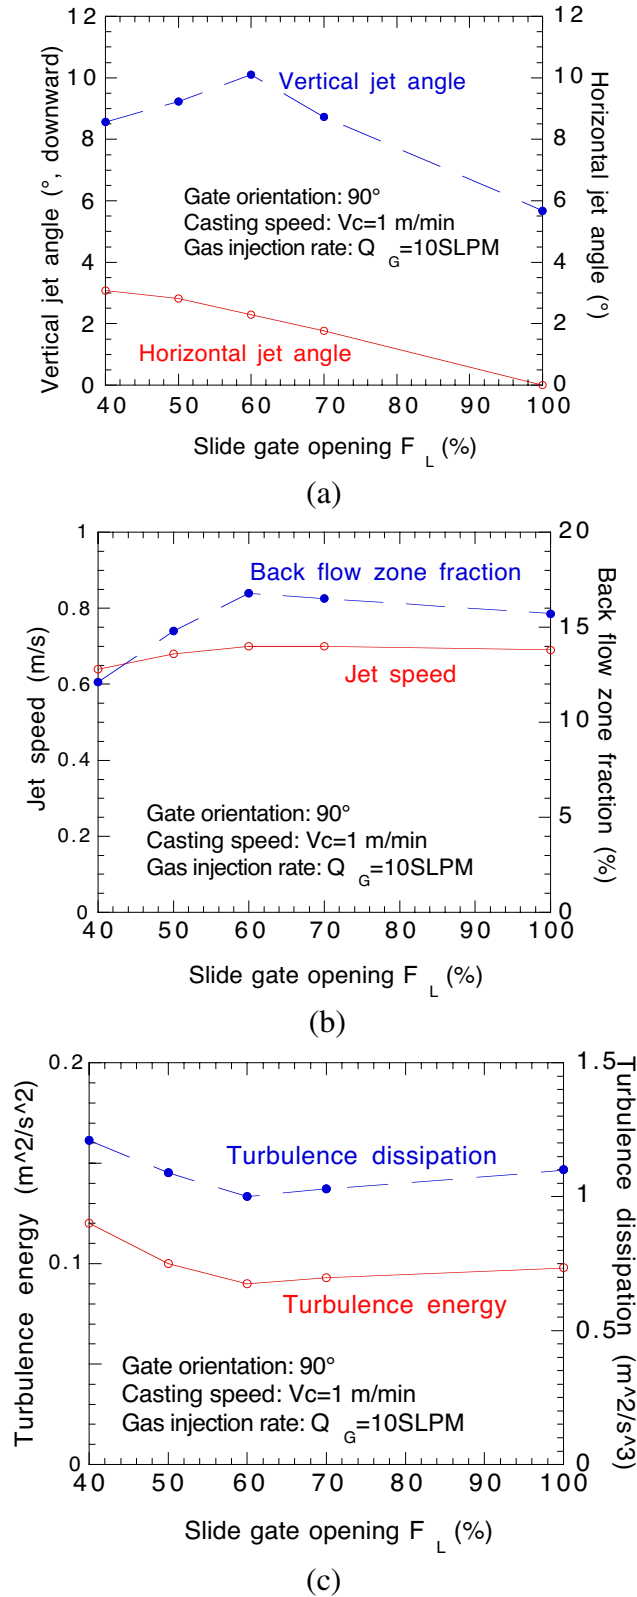 12
10
8
6
4
2
0
Vertical jet angle (°, downward)
Vertical jet angle
Gate orientation: 90°
Casting speed: Vc=1 m/min
Gas injection rate: Q G=10SLPM
Horizontal jet angle
12
10
8
6
4
2
0
Horizontal jet angle (°)
40 50 60 70 80 90 100
Slide gate opening F L (%)
(a)
1
0.8
0.6
0.4
0.2
0
Jet speed (m/s)
Back flow zone fraction
Jet speed
Gate orientation: 90°
Casting speed: Vc=1 m/min
Gas injection rate: Q G=10SLPM
20
15
10
5
0
Back flow zone fraction (%)
40 50 60 70 80 90 100
Slide gate opening F L (%)
(b)
0.2
0.1
0
Turbulence energy (m^2/s^2)
Turbulence dissipation
Turbulence energy
Gate orientation: 90°
Casting speed: Vc=1 m/min
Gas injection rate: Q G=10SLPM
1.5
1
0.5
0
Turbulence dissipation (m^2/s^3)
40 50 60 70 80 90 100
Slide gate opening F L (%)
(c)